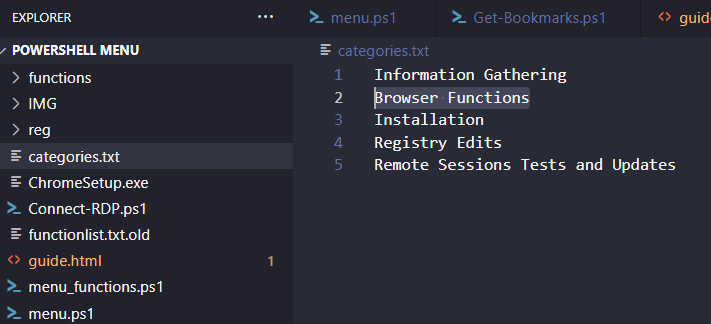 EXPLORER
...
POWERSHELL MENU
functions
IMG
reg
categories.txt
ChromeSetup.exe
Connect-RDP.ps1
functionlist.txt.old
guide.html 1
menu_functions.ps1
menu.ps1
menu.ps1 Get-Bookmarks.ps1 guid
categories.txt
1 Information Gathering
2 Browser Functions
3 Installation
4 Registry Edits
5 Remote Sessions Tests and Updates